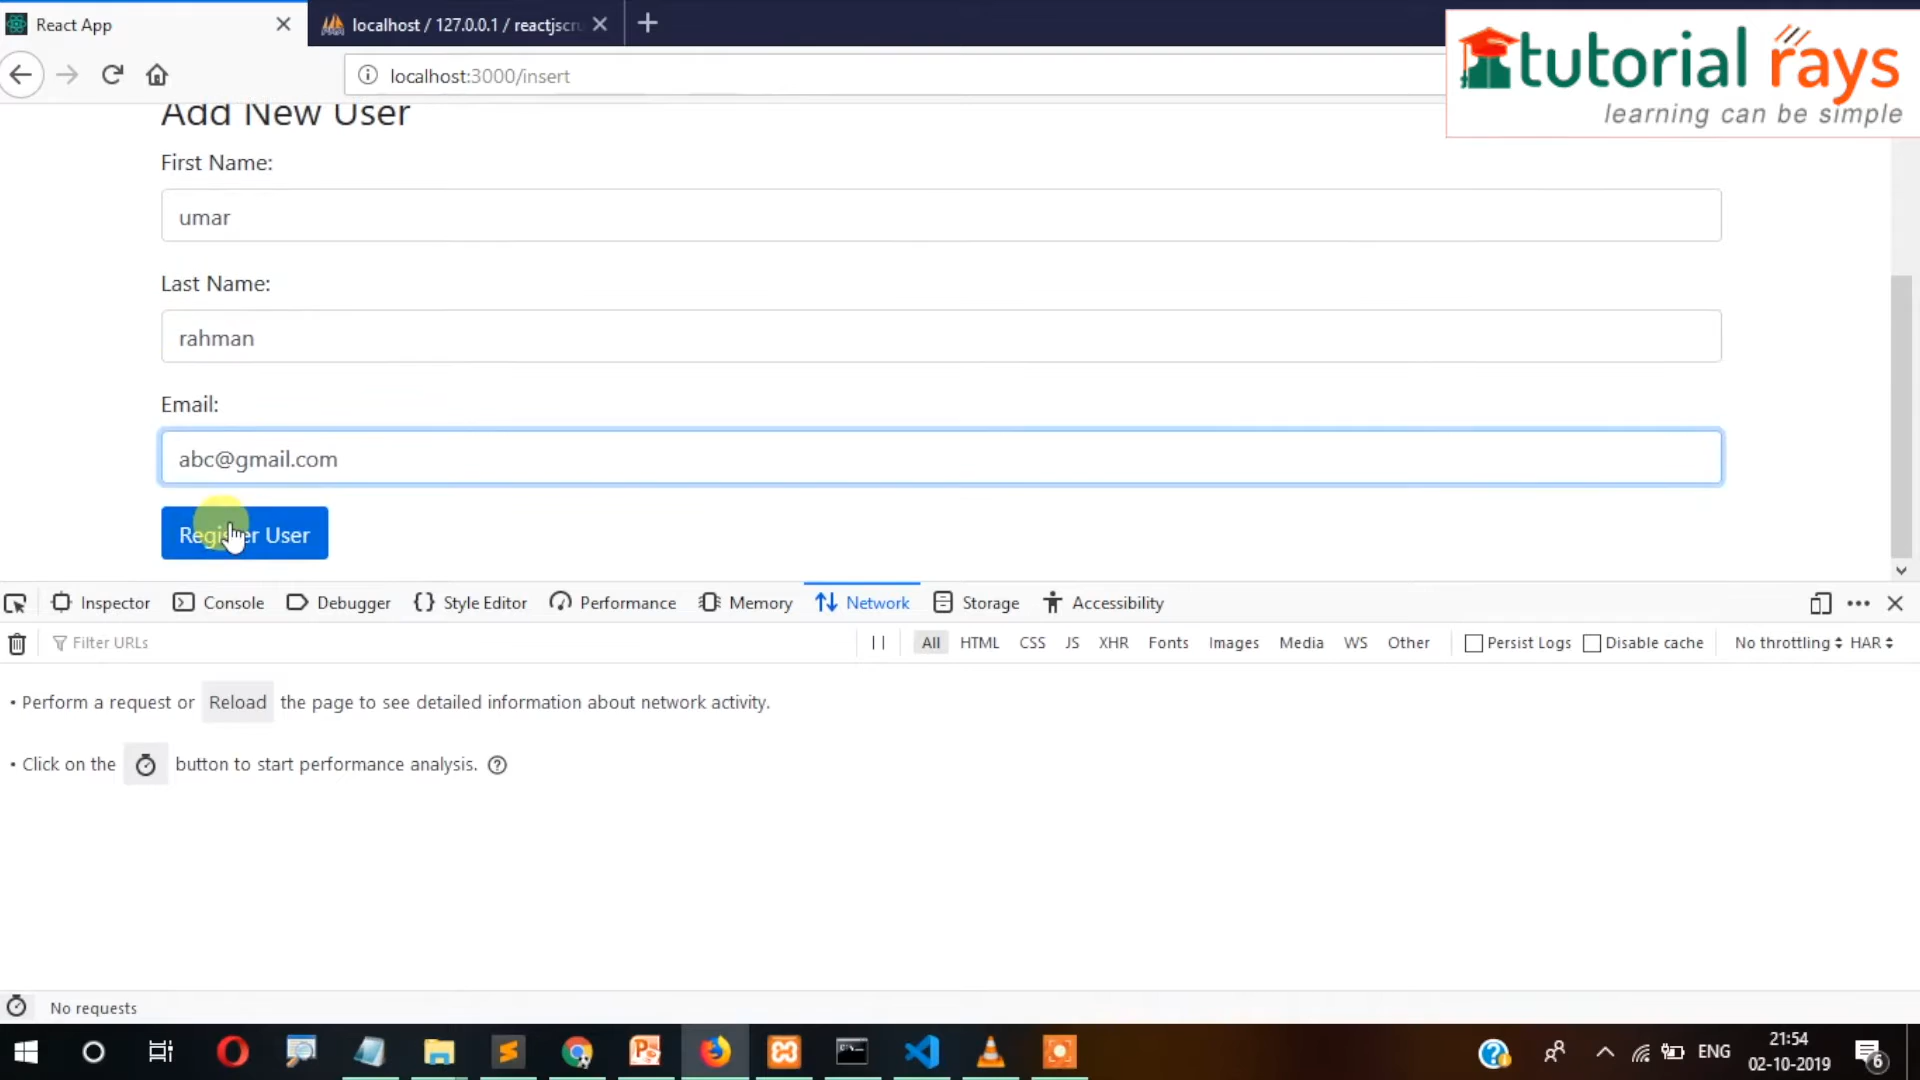 React App
localhost / 127.0.0.1 / reactjscru
localhost:3000/insert
tutorial rays
learning can be simple
Add New User
First Name:
umar
Last Name:
rahman
Email:
abc@gmail.com
Register User
Inspector Console Debugger Style Editor Performance Memory Network Storage Accessibility
Filter URLs All HTML CSS JS XHR Fonts Images Media WS Other Persist Logs Disable cache No throttling HAR
• Perform a request or Reload the page to see detailed information about network activity.
• Click on the button to start performance analysis.
No requests
ENG
21:54
02-10-2019
6